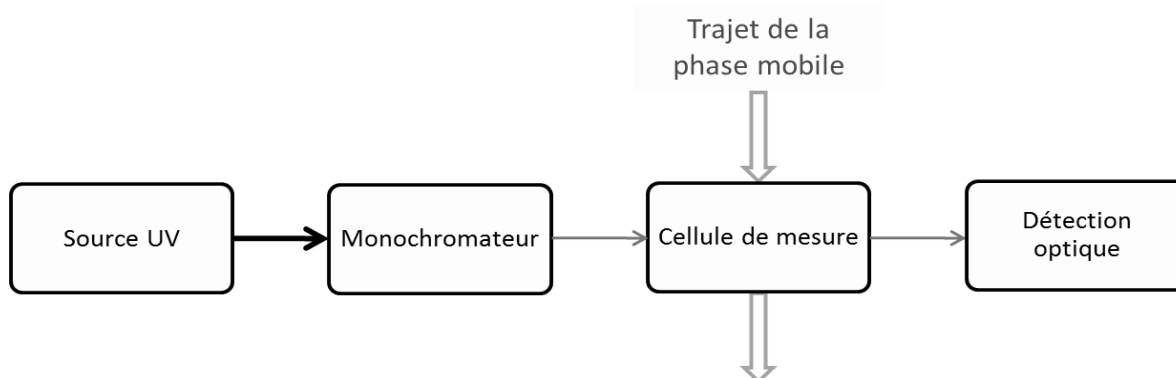 Trajet de la
phase mobile
Source UV
Monochromateur
Cellule de mesure
Détection
optique